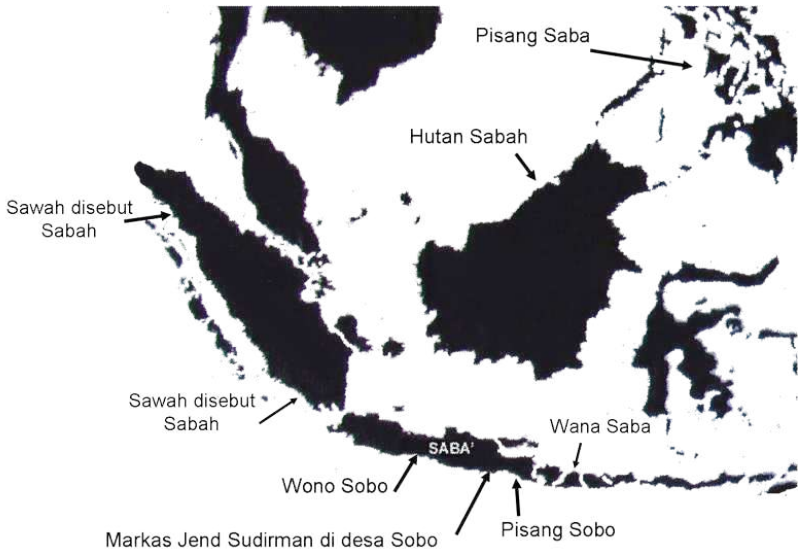 Pisang Saba
Hutan Sabah
Sawah disebut
Sabah
Sawah disebut
Sabah
SABA'
Wana Saba
Wono Sobo
Pisang Sobo
Markas Jend Sudirman di desa Sobo